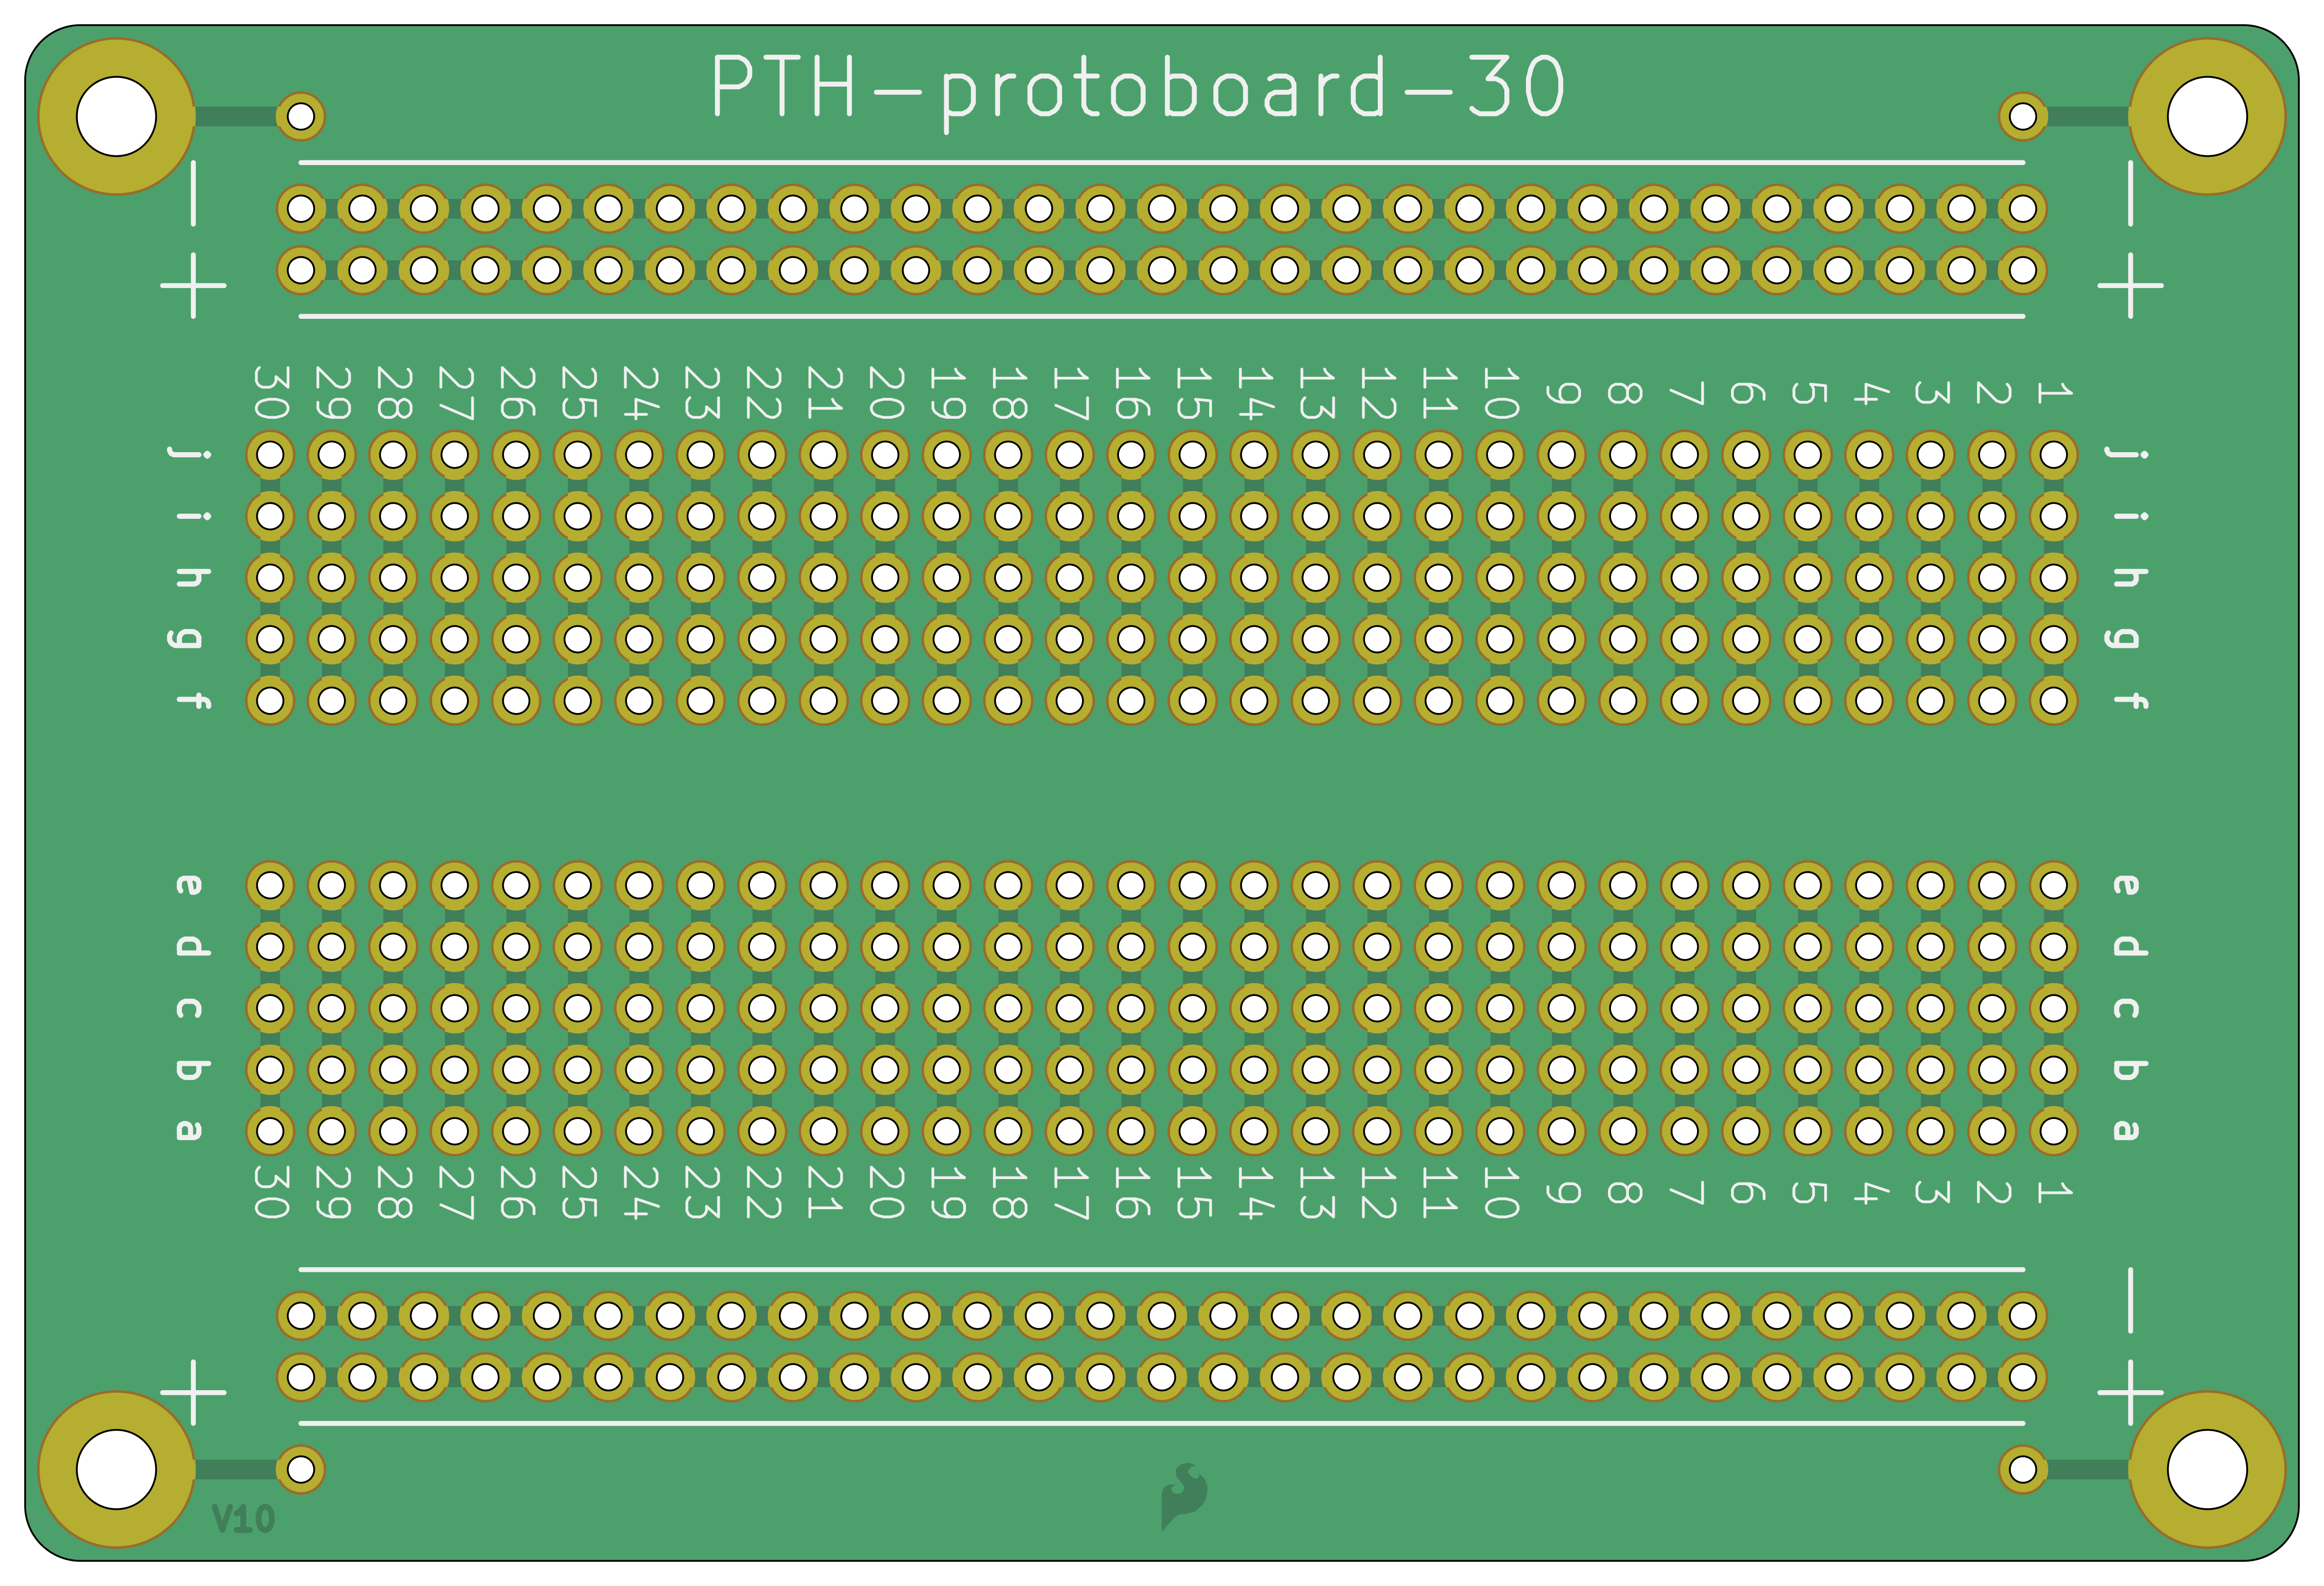 PTH-protoboard-30
— —
+ +
30 29 28 27 26 25 24 23 22 21 20 19 18 17 16 15 14 13 12 11 10 9 8 7 6 5 4 3 2 1
j j
i i
h h
g g
f f
e e
d d
c c
b b
a a
30 29 28 27 26 25 24 23 22 21 20 19 18 17 16 15 14 13 12 11 10 9 8 7 6 5 4 3 2 1
—
+ +
V10